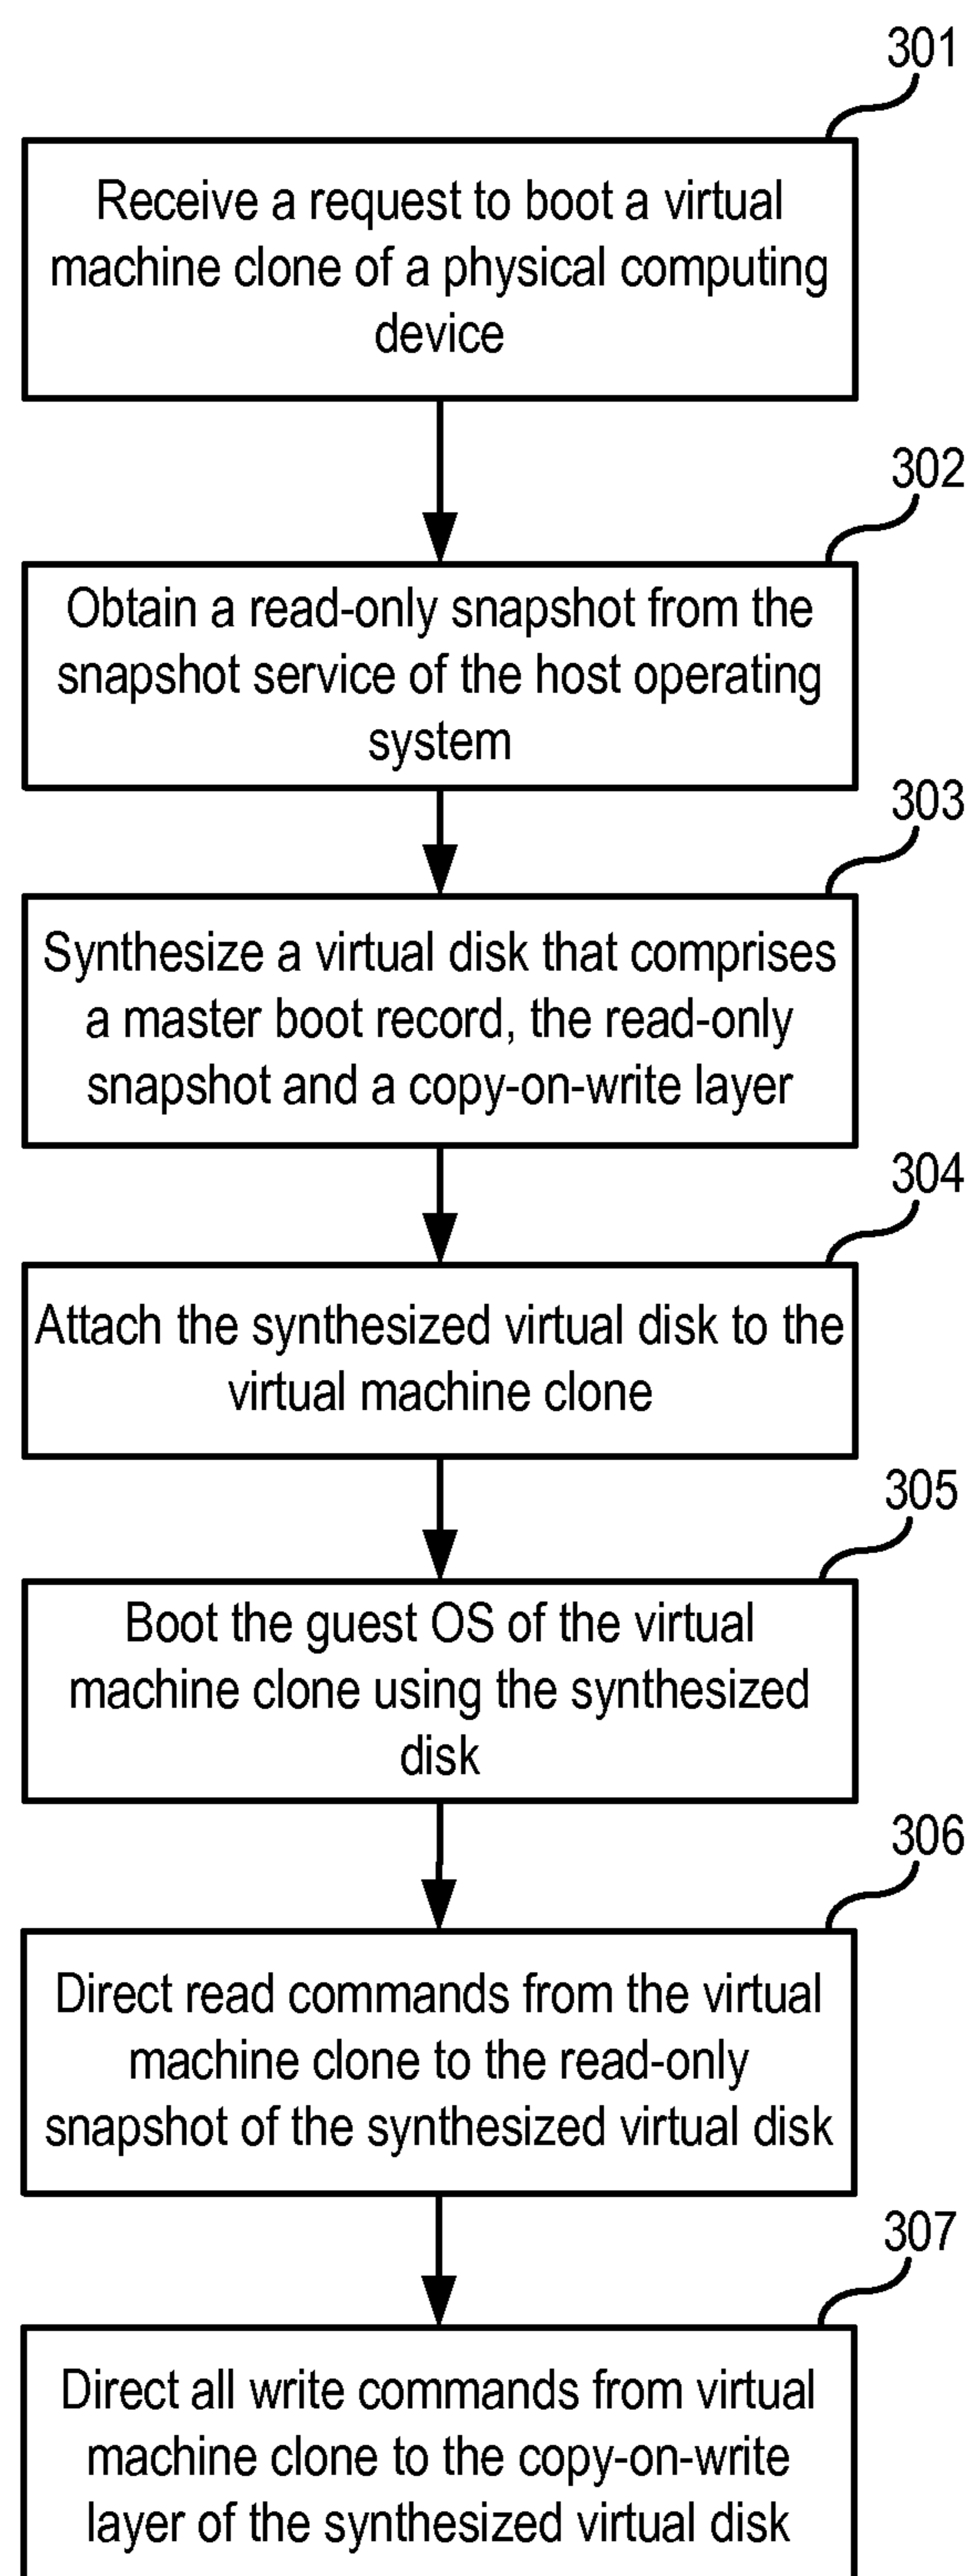 301
Receive a request to boot a virtual
machine clone of a physical computing
device
302
Obtain a read-only snapshot from the
snapshot service of the host operating
system
303
Synthesize a virtual disk that comprises
a master boot record, the read-only
snapshot and a copy-on-write layer
304
Attach the synthesized virtual disk to the
virtual machine clone
305
Boot the guest OS of the virtual
machine clone using the synthesized
disk
306
Direct read commands from the virtual
machine clone to the read-only
snapshot of the synthesized virtual disk
307
Direct all write commands from virtual
machine clone to the copy-on-write
layer of the synthesized virtual disk